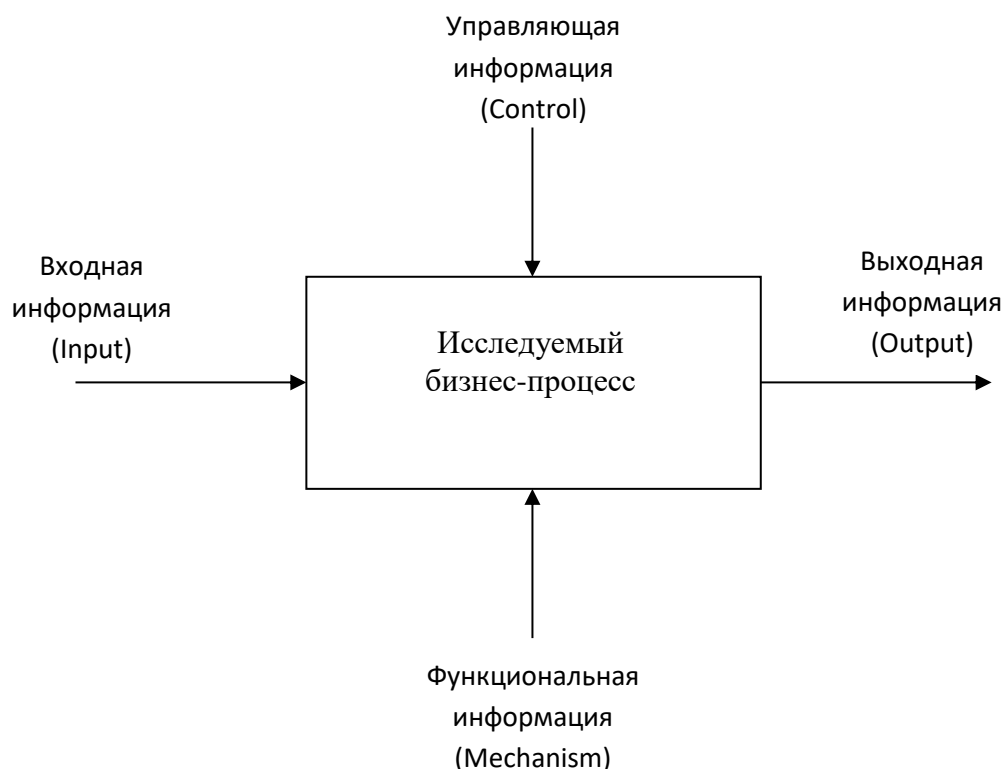 Управляющая
информация
(Control)
Входная
информация
(Input)
Исследуемый
бизнес-процесс
Выходная
информация
(Output)
Функциональная
информация
(Mechanism)